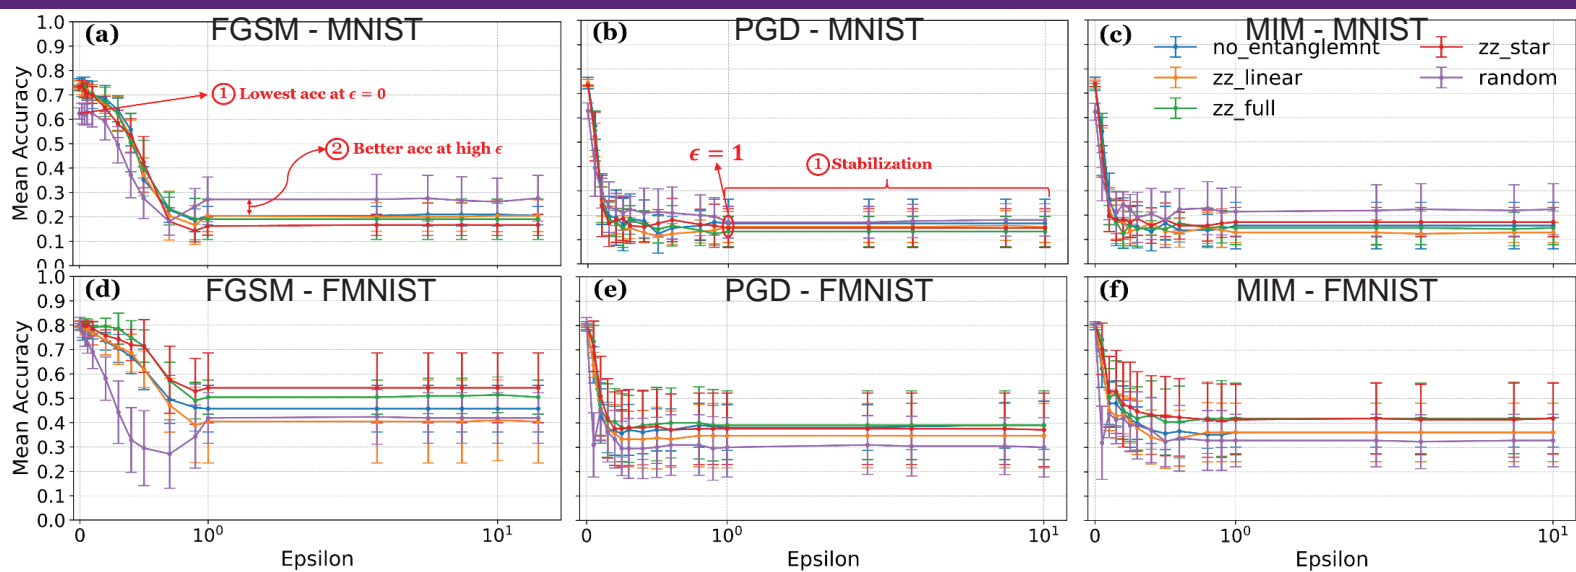 FGSM - MNIST
PGD - MNIST
MIM - MNIST
(a)
(b)
(c)
no_entanglemnt
zz_linear
zz_full
zz_star
random
① Lowest acc at ϵ = 0
② Better acc at high ϵ
ϵ = 1
① Stabilization
Mean Accuracy
1.0
0.9
0.8
0.7
0.6
0.5
0.4
0.3
0.2
0.1
0.0
FGSM - FMNIST
PGD - FMNIST
MIM - FMNIST
(d)
(e)
(f)
Mean Accuracy
1.0
0.9
0.8
0.7
0.6
0.5
0.4
0.3
0.2
0.1
0.0
0 10⁰ 10¹
0 10⁰ 10¹
0 10⁰ 10¹
Epsilon
Epsilon
Epsilon